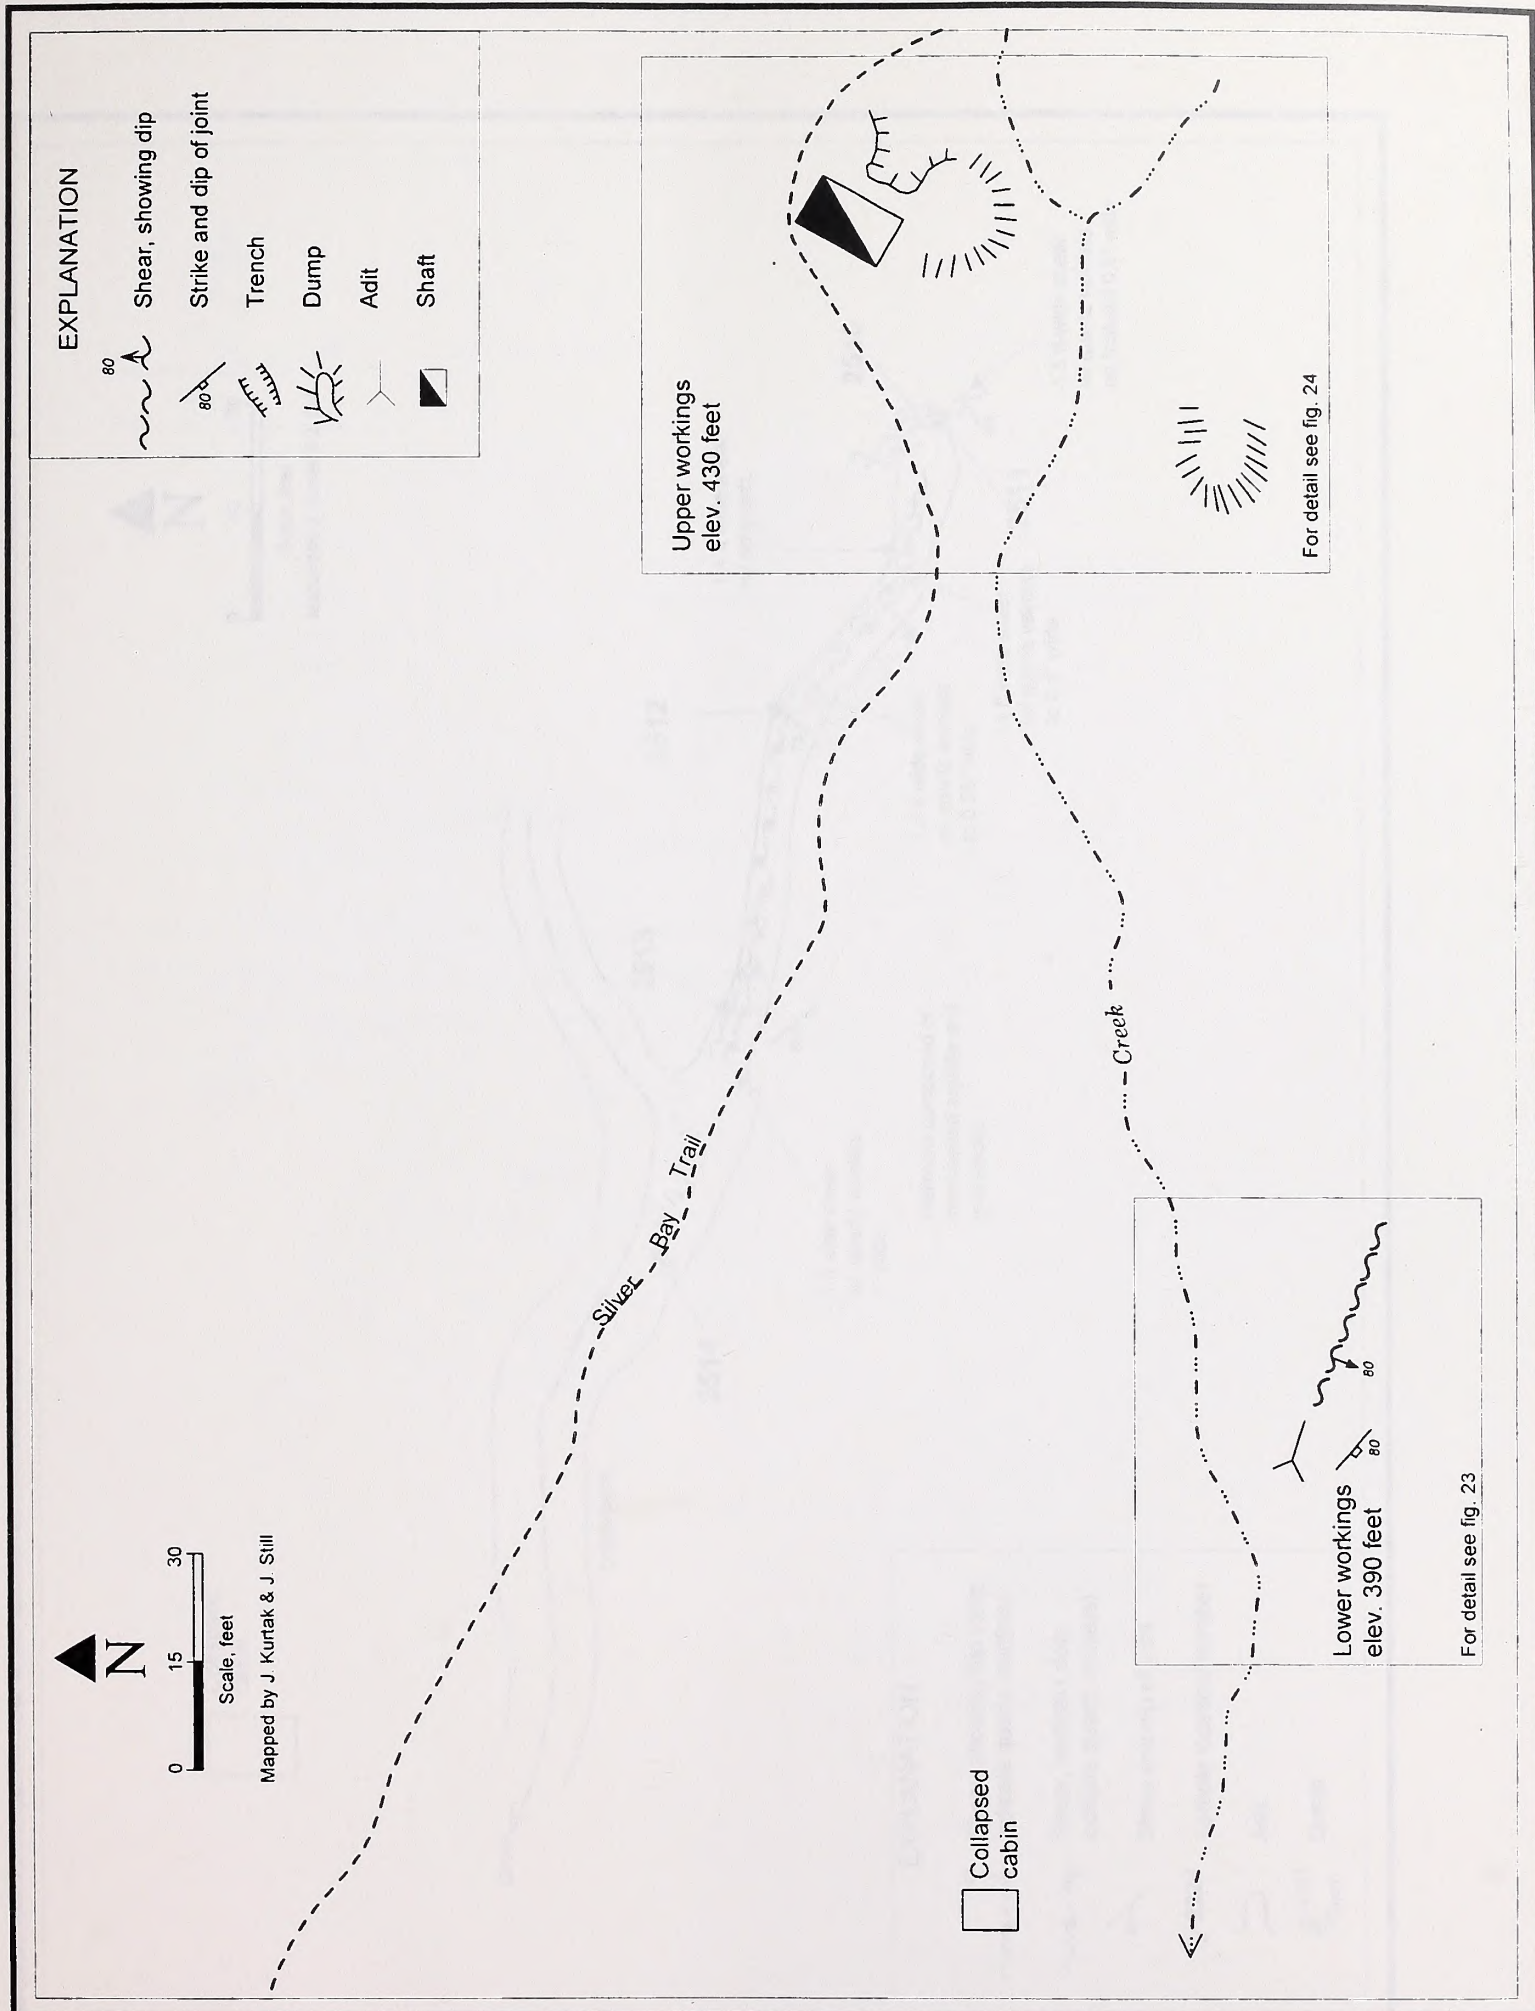 N
0 15 30
Scale, feet
Mapped by J. Kurtak & J. Still
EXPLANATION
80
Shear, showing dip
80
Strike and dip of joint
Trench
Dump
Adit
Shaft
Silver Bay Trail
Upper workings
elev. 430 feet
For detail see fig. 24
Creek
Collapsed
cabin
Lower workings
elev. 390 feet
80
80
For detail see fig. 23